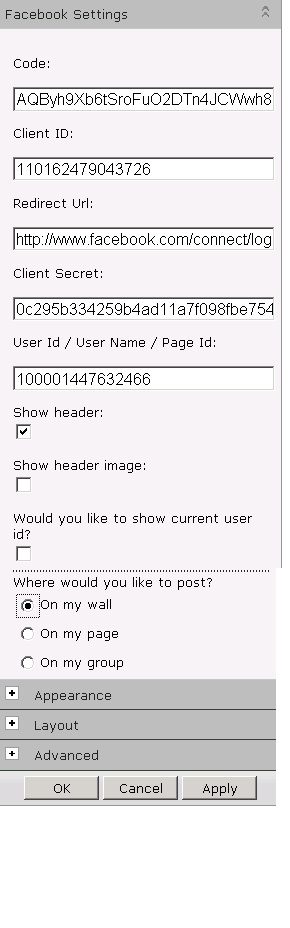 Facebook Settings
Code:
AQByh9Xb6tSroFuO2DTn4JCWwh8
Client ID:
110162479043726
Redirect Url:
http://www.facebook.com/connect/log
Client Secret:
0c295b334259b4ad11a7f098fbe754
User Id / User Name / Page Id:
100001447632466
Show header:
Show header image:
Would you like to show current user
id?
Where would you like to post?
On my wall
On my page
On my group
Appearance
Layout
Advanced
OK Cancel Apply